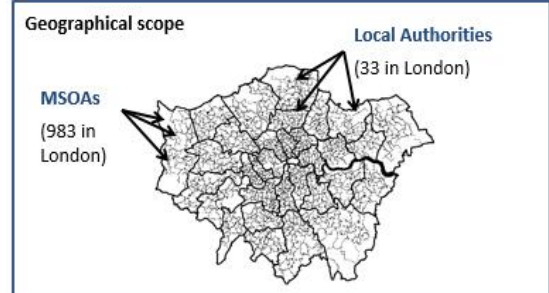 Geographical scope
Local Authorities
(33 in London)
MSOAs
(983 in
London)